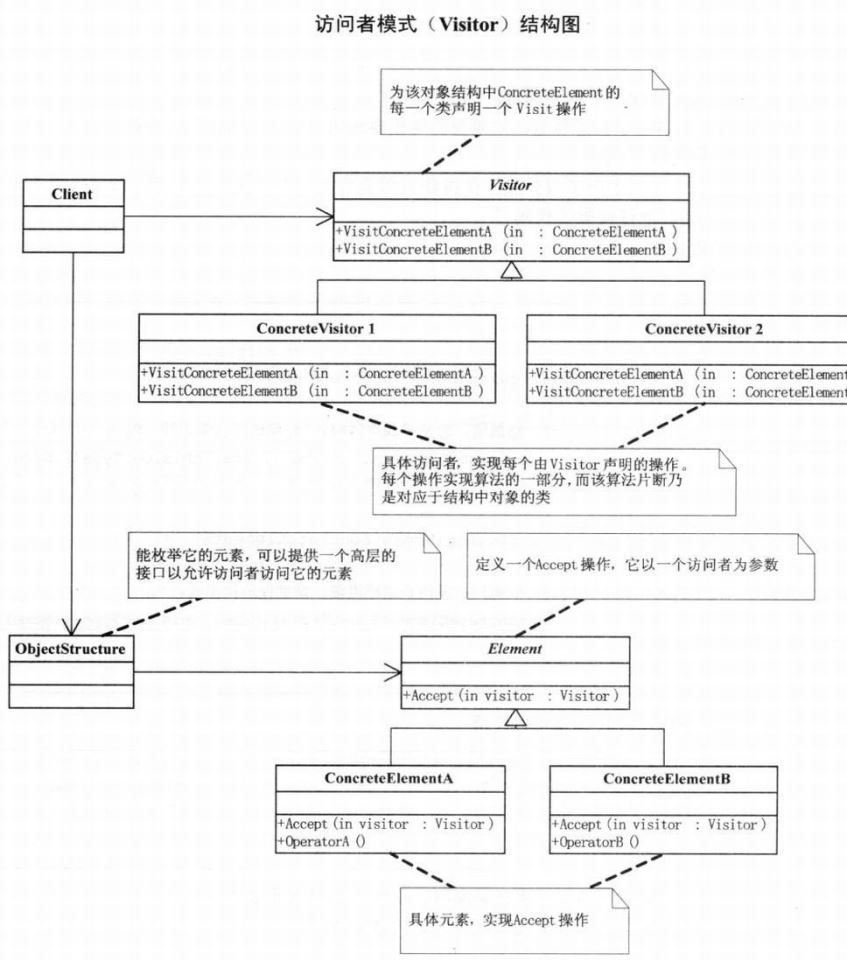 访问者模式（Visitor）结构图
为该对象结构中ConcreteElement的
每一个类声明一个 Visit 操作
Client
Visitor
+VisitConcreteElementA (in : ConcreteElementA )
+VisitConcreteElementB (in : ConcreteElementB )
ConcreteVisitor 1
+VisitConcreteElementA (in : ConcreteElementA )
+VisitConcreteElementB (in : ConcreteElementB )
ConcreteVisitor 2
+VisitConcreteElementA (in : ConcreteElement
+VisitConcreteElementB (in : ConcreteElement
具体访问者，实现每个由Visitor声明的操作。
每个操作实现算法的一部分，而该算法片断乃
是对应于结构中对象的类
能枚举它的元素，可以提供一个高层的
接口以允许访问者访问它的元素
定义一个Accept 操作，它以一个访问者为参数
ObjectStructure
Element
+Accept(in visitor : Visitor)
ConcreteElementA
+Accept(in visitor : Visitor)
+OperatorA ()
ConcreteElementB
+Accept(in visitor : Visitor)
+OperatorB ()
具体元素，实现Accept 操作